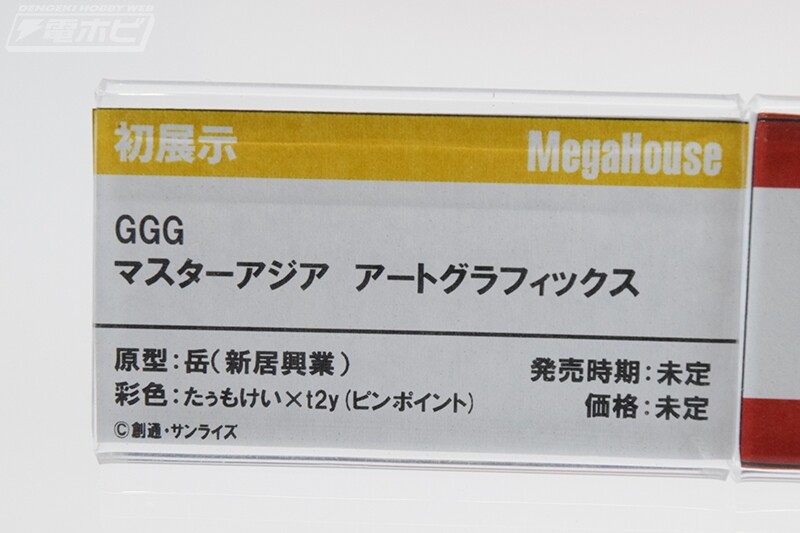 DENGEKI HOBBY WEB
電ホビ
初展示 MegaHouse
GGG
マスターアジア アートグラフィックス
原型：岳（新居興業） 発売時期：未定
彩色：たぅもけい×t2y（ピンポイント） 価格：未定
©創通・サンライズ